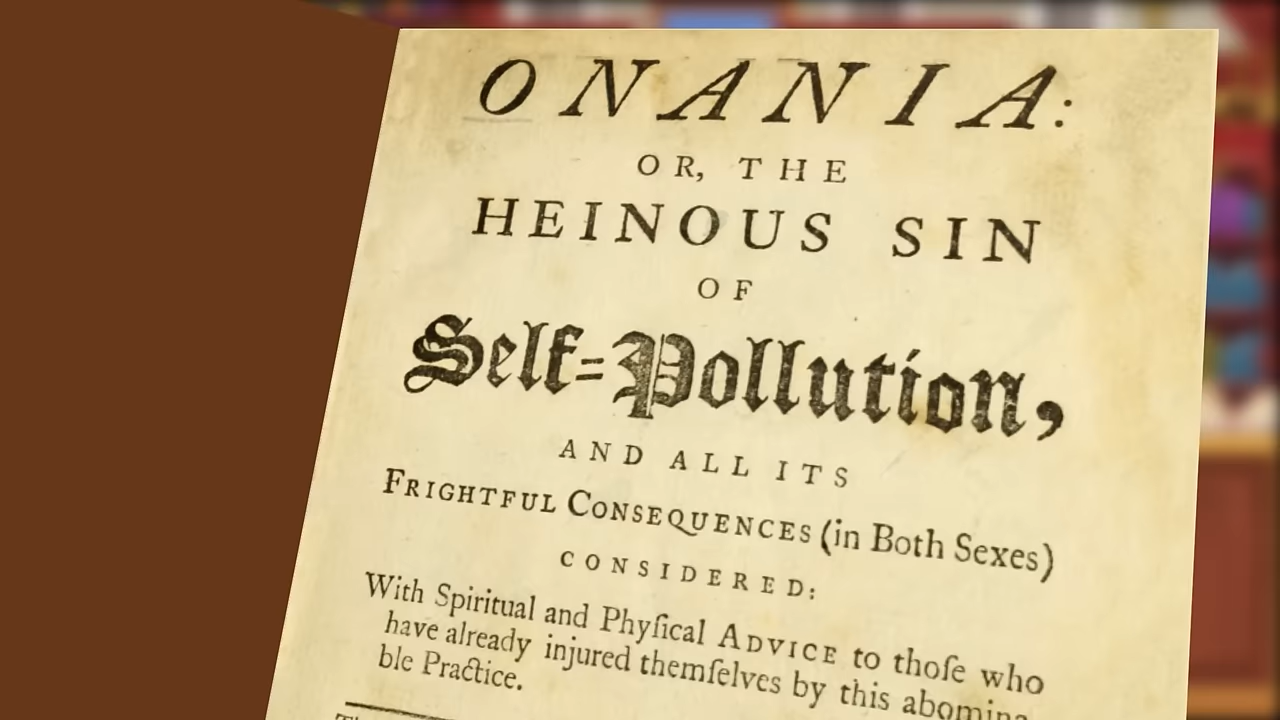 ONANIA:
OR, THE
HEINOUS SIN
OF
Self=Pollution,
AND ALL ITS
FRIGHTFUL CONSEQUENCES (in Both Sexes)
CONSIDERED:
With Spiritual and Phyſical ADVICE to thoſe who
have already injured themſelves by this abomina
ble Practice.